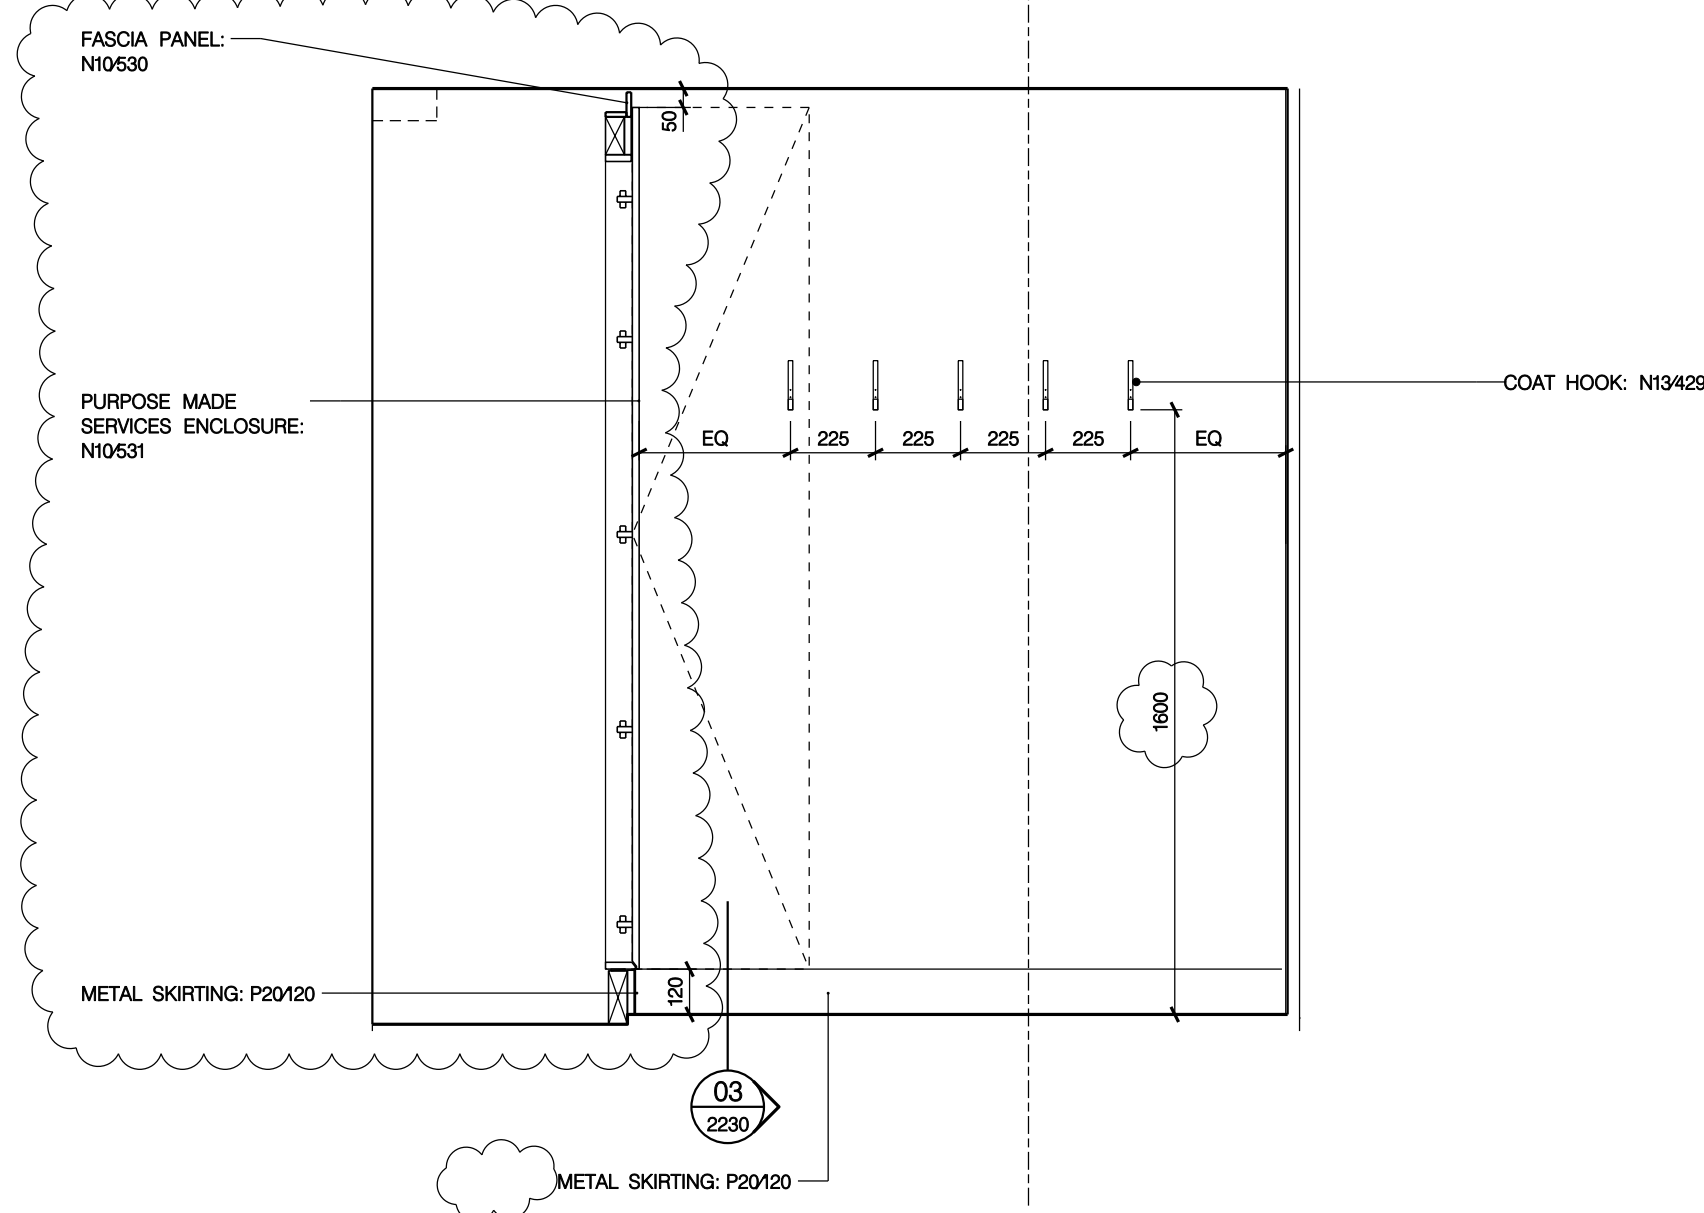 FASCIA PANEL:
N10/530
50
PURPOSE MADE
SERVICES ENCLOSURE:
N10/531
COAT HOOK: N13/429
EQ 225 225 225 225 EQ
1600
METAL SKIRTING: P20/120
120
03
2230
METAL SKIRTING: P20/120